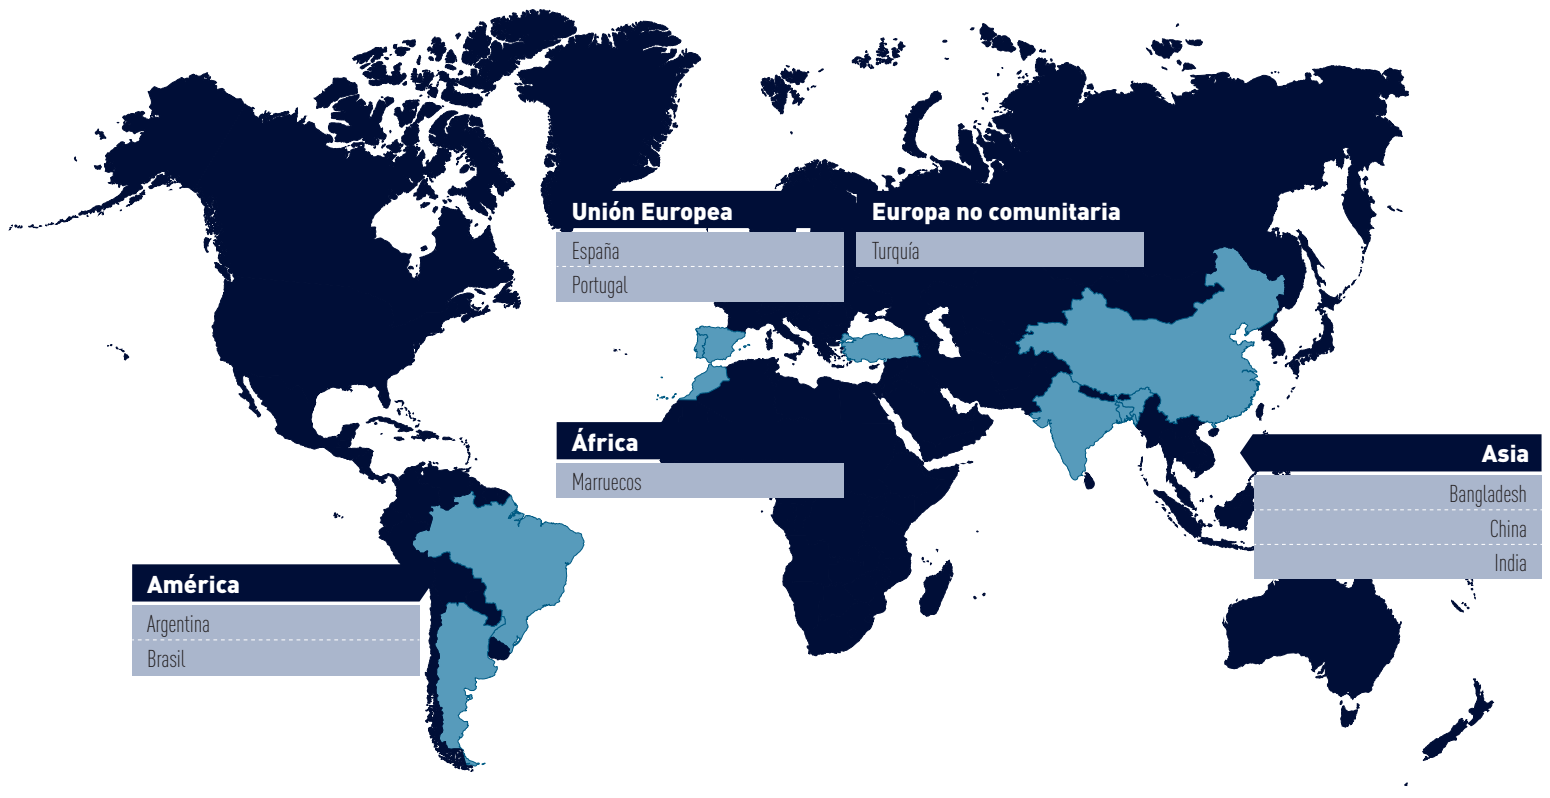 Unión Europea
España
Portugal
Europa no comunitaria
Turquía
África
Marruecos
Asia
Bangladesh
China
India
América
Argentina
Brasil